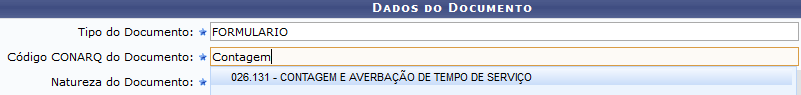 DADOS DO DOCUMENTO
Tipo do Documento: FORMULARIO
Código CONARQ do Documento: Contagem
026.131 - CONTAGEM E AVERBAÇÃO DE TEMPO DE SERVIÇO
Natureza do Documento: